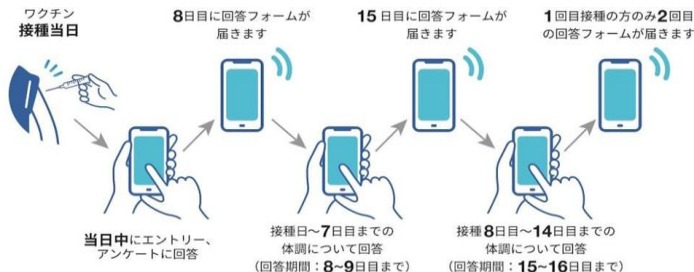 ワクチン
接種当日
当日中にエントリー、
アンケートに回答
8日目に回答フォームが
届きます
接種日〜7日目までの
体調について回答
（回答期間：8~9日目まで）
15日目に回答フォームが
届きます
接種8日目〜14日目までの
体調について回答
（回答期間：15~16日目まで）
1回目接種の方のみ2回目
の回答フォームが届きます